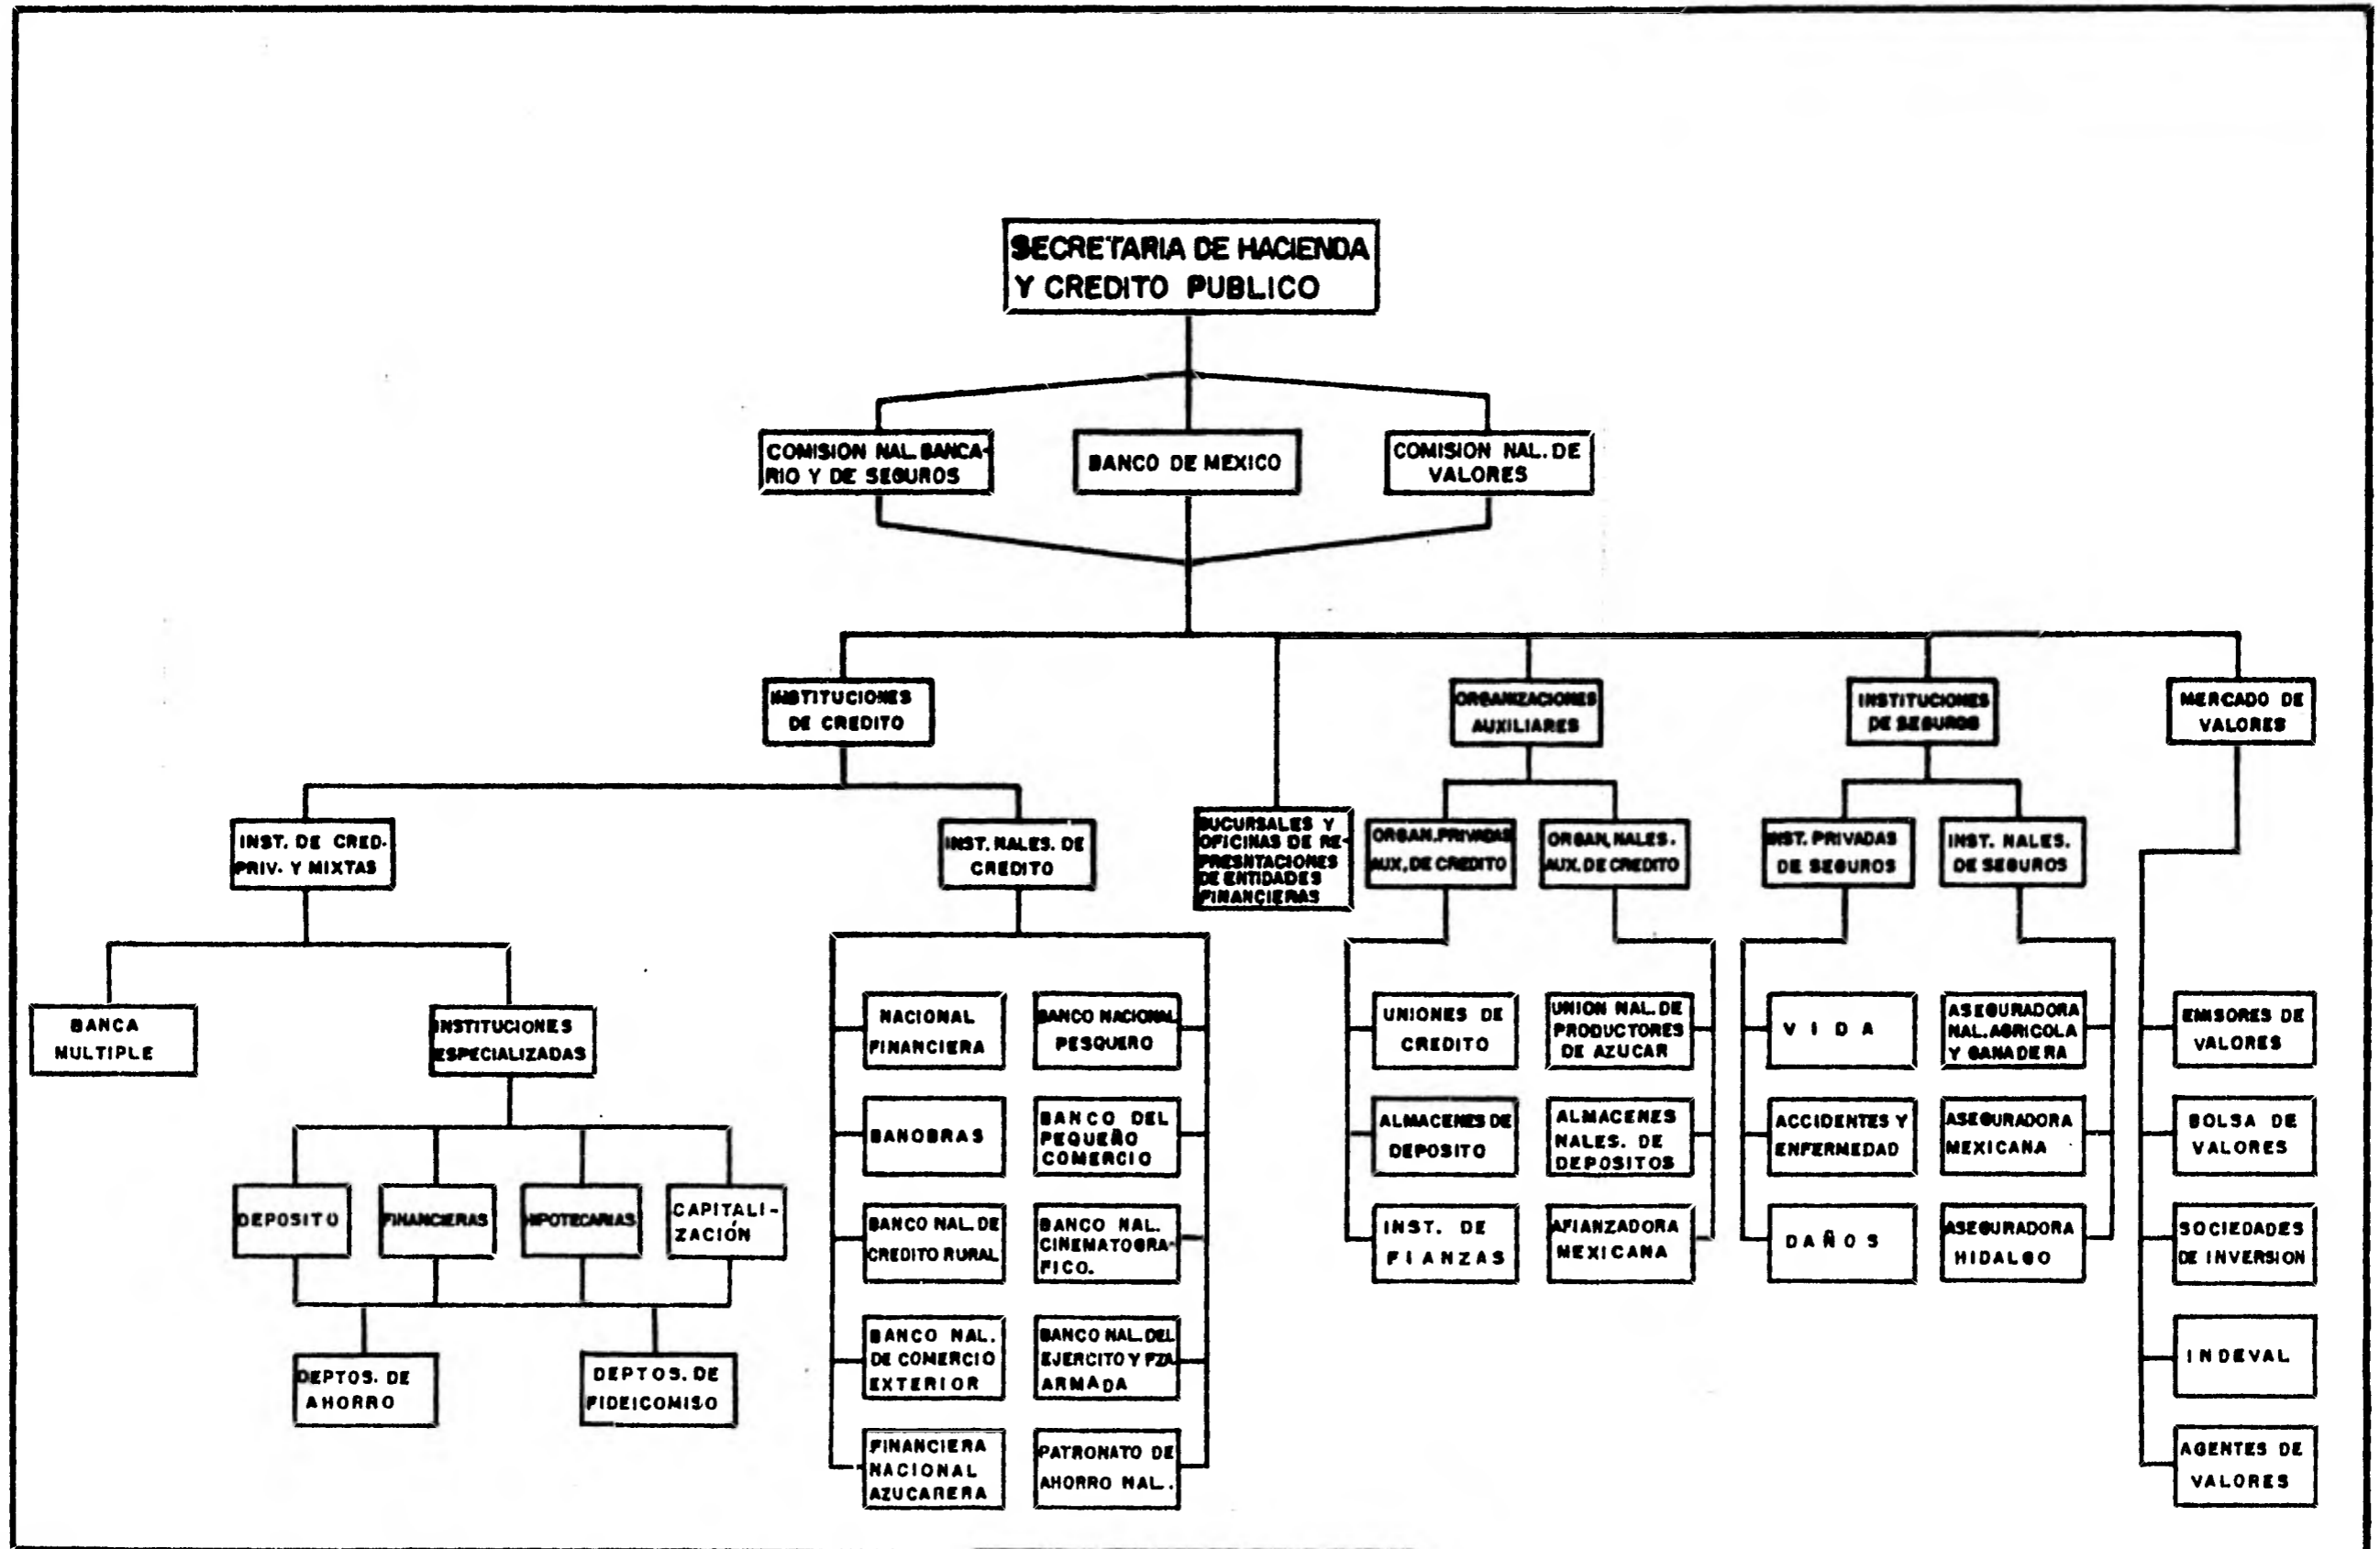 SECRETARIA DE HACIENDA
Y CREDITO PUBLICO
COMISION NAL. BANCA-
RIO Y DE SEGUROS
BANCO DE MEXICO
COMISION NAL. DE
VALORES
INSTITUCIONES
DE CREDITO
ORGANIZACIONES
AUXILIARES
INSTITUCIONES
DE SEGUROS
MERCADO DE
VALORES
INST. DE CRED.
PRIV. Y MIXTAS
INST. NALES. DE
CREDITO
SUCURSALES Y
OFICINAS DE RE-
PRESNTACIONES
DE ENTIDADES
FINANCIERAS
ORGAN. PRIVADAS
AUX. DE CREDITO
ORGAN. NALES.
AUX. DE CREDITO
INST. PRIVADAS
DE SEGUROS
INST. NALES.
DE SEGUROS
BANCA
MULTIPLE
INSTITUCIONES
ESPECIALIZADAS
DEPOSITO
FINANCIERAS
HIPOTECARIAS
CAPITALI-
ZACIÓN
DEPTOS. DE
AHORRO
DEPTOS. DE
FIDEICOMISO
NACIONAL
FINANCIERA
BANCO NACIONAL
PESQUERO
BANOBRAS
BANCO DEL
PEQUEÑO
COMERCIO
BANCO NAL. DE
CREDITO RURAL
BANCO NAL.
CINEMATOGRA-
FICO.
BANCO NAL.
DE COMERCIO
EXTERIOR
BANCO NAL. DEL
EJERCITO Y FZA
ARMADA
FINANCIERA
NACIONAL
AZUCARERA
PATRONATO DE
AHORRO NAL.
UNIONES DE
CREDITO
UNION NAL. DE
PRODUCTORES
DE AZUCAR
ALMACENES DE
DEPOSITO
ALMACENES
NALES. DE
DEPOSITOS
INST. DE
FIANZAS
AFIANZADORA
MEXICANA
VIDA
ASEGURADORA
NAL. AGRICOLA
Y GANADERA
ACCIDENTES Y
ENFERMEDAD
ASEGURADORA
MEXICANA
DAÑOS
ASEGURADORA
HIDALGO
EMISORES DE
VALORES
BOLSA DE
VALORES
SOCIEDADES
DE INVERSION
INDEVAL
AGENTES DE
VALORES